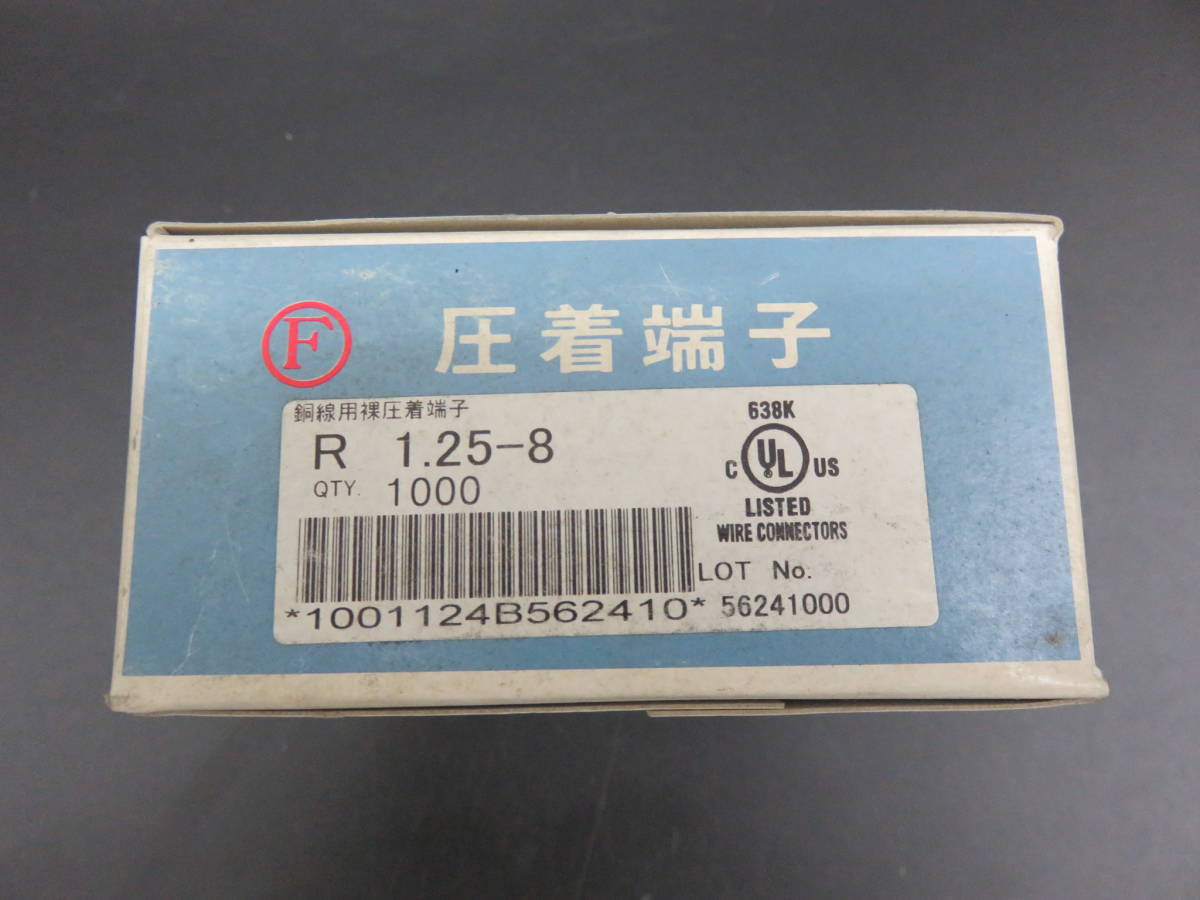 F 圧着端子
銅線用裸圧着端子
R 1.25-8
QTY. 1000
638K
C UL US
®
LISTED
WIRE CONNECTORS
LOT No.
*1001124B562410* 56241000